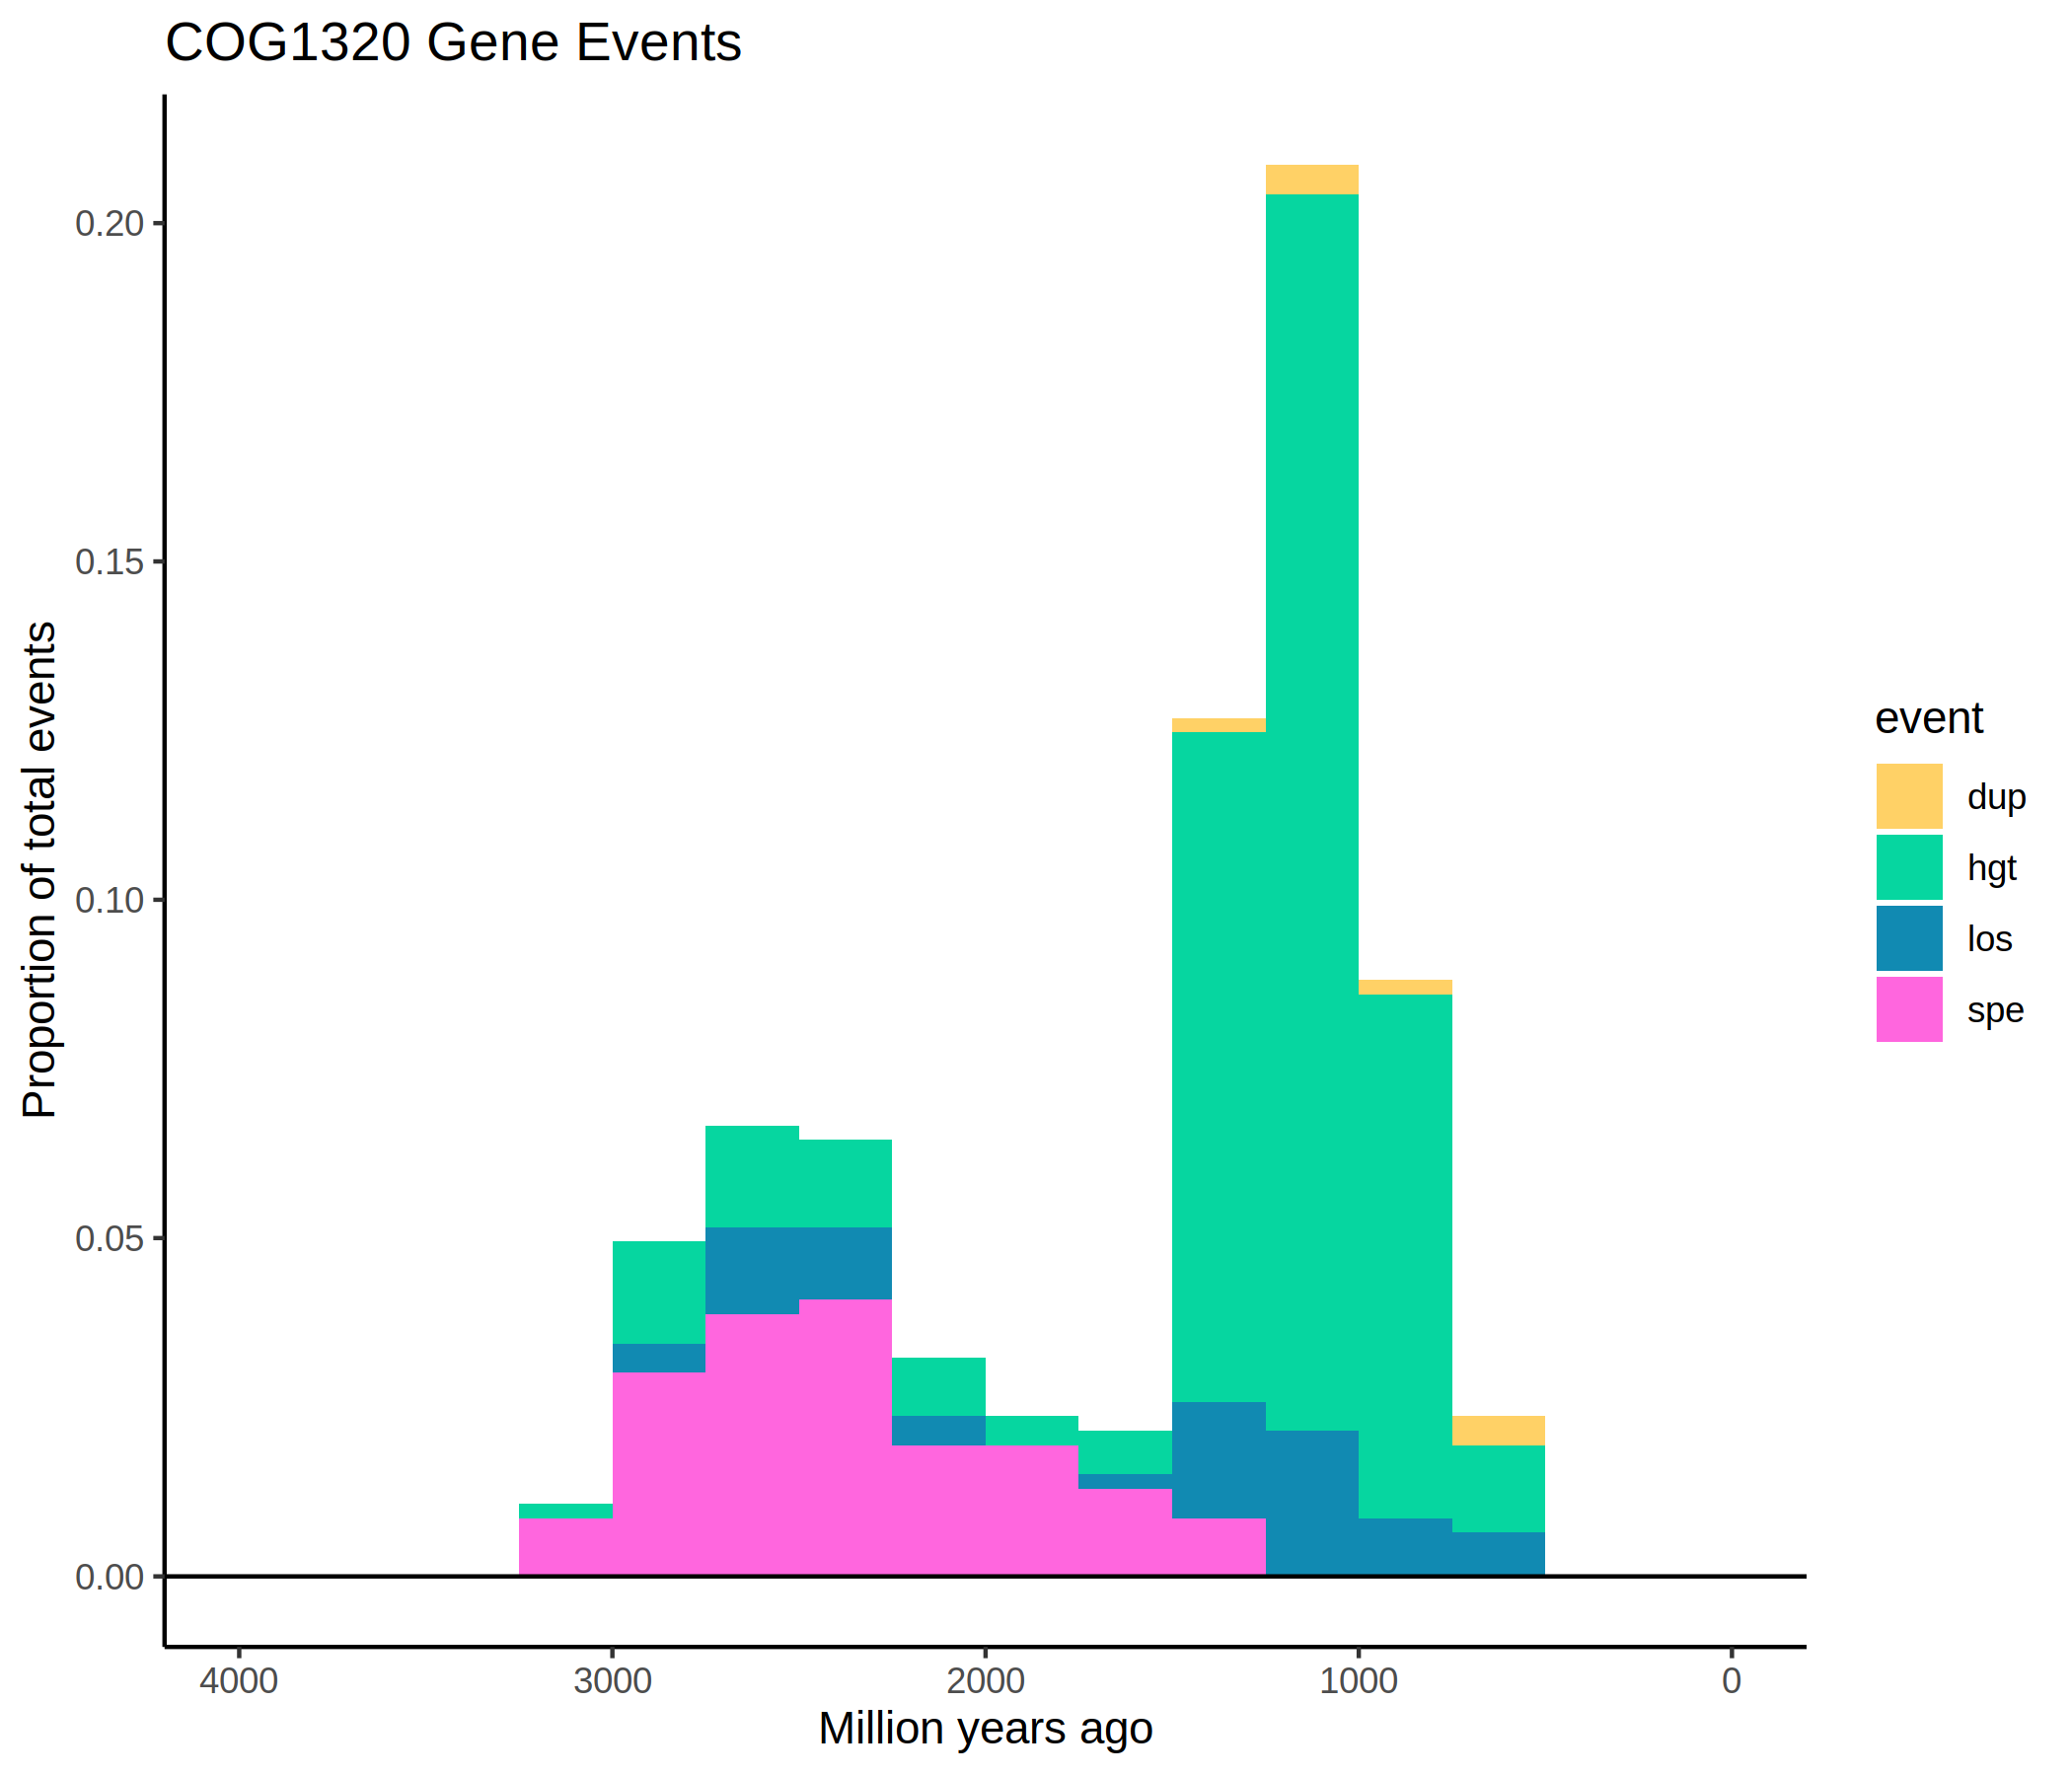 COG1320 Gene Events
0.20
0.15
0.10
0.05
0.00
Proportion of total events
4000 3000 2000 1000 0
Million years ago
event
dup
hgt
los
spe